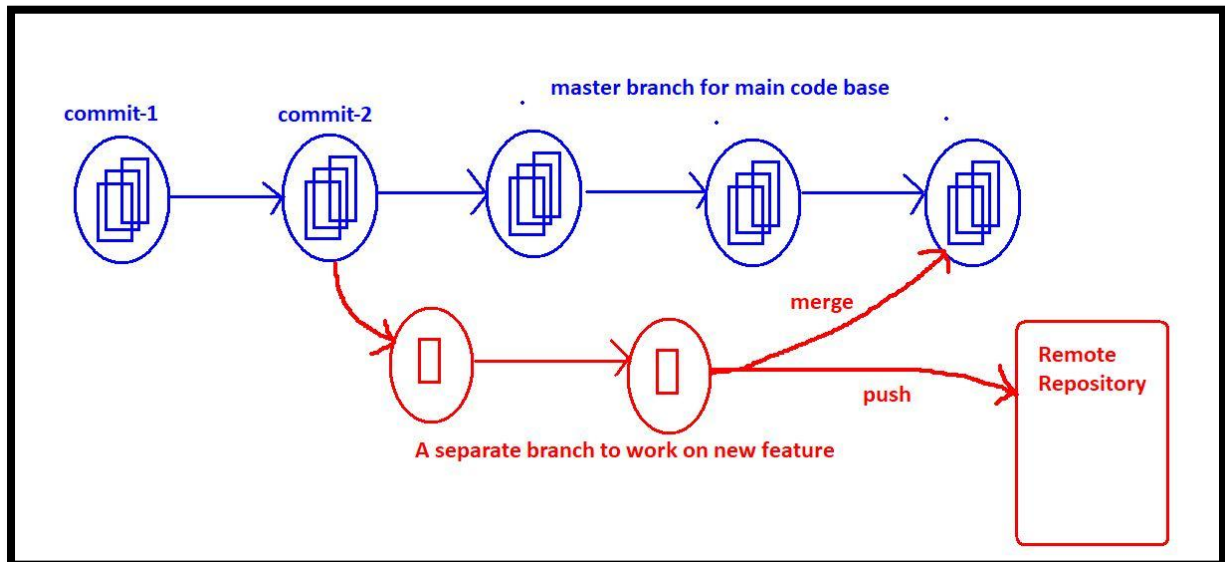 master branch for main code base
commit-1
commit-2
merge
Remote
Repository
push
A separate branch to work on new feature